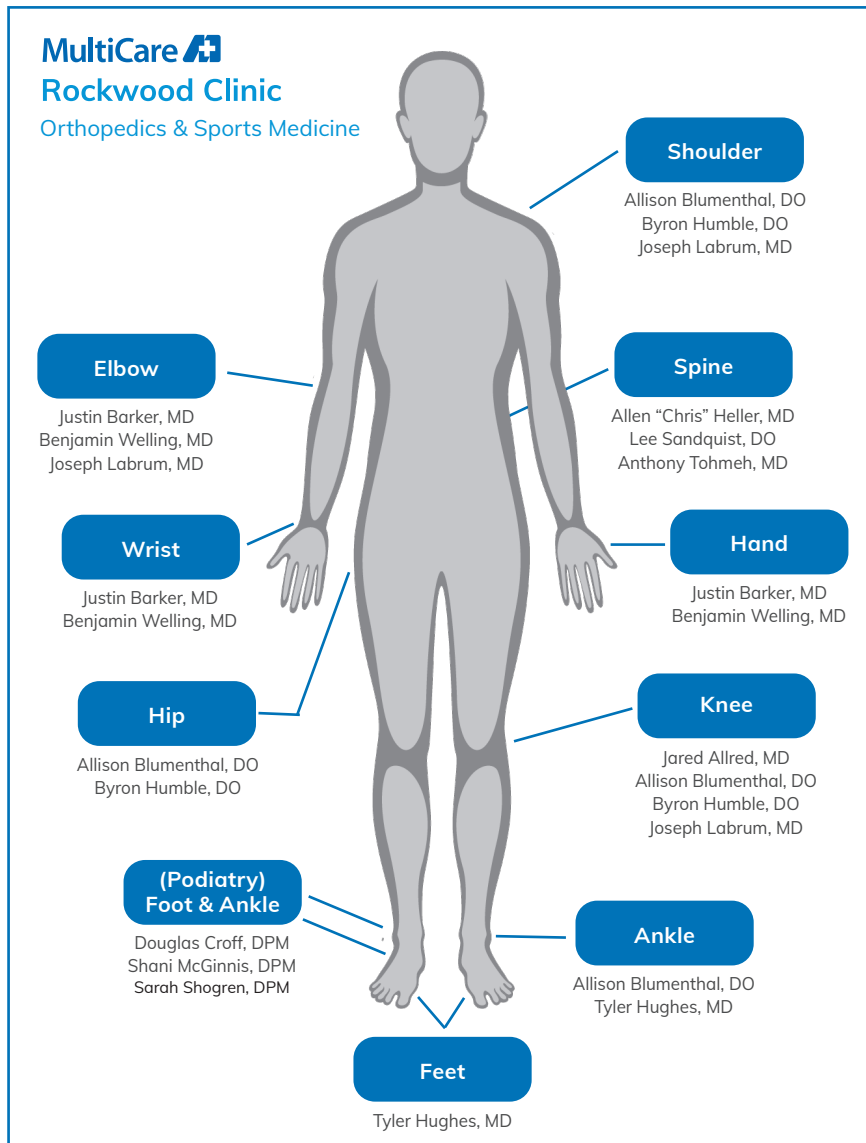 MultiCare
Rockwood Clinic
Orthopedics & Sports Medicine
Shoulder
Allison Blumenthal, DO
Byron Humble, DO
Joseph Labrum, MD
Elbow
Justin Barker, MD
Benjamin Welling, MD
Joseph Labrum, MD
Spine
Allen “Chris” Heller, MD
Lee Sandquist, DO
Anthony Tohmeh, MD
Wrist
Justin Barker, MD
Benjamin Welling, MD
Hand
Justin Barker, MD
Benjamin Welling, MD
Hip
Allison Blumenthal, DO
Byron Humble, DO
Knee
Jared Allred, MD
Allison Blumenthal, DO
Byron Humble, DO
Joseph Labrum, MD
(Podiatry)
Foot & Ankle
Douglas Croff, DPM
Shani McGinnis, DPM
Sarah Shogren, DPM
Ankle
Allison Blumenthal, DO
Tyler Hughes, MD
Feet
Tyler Hughes, MD